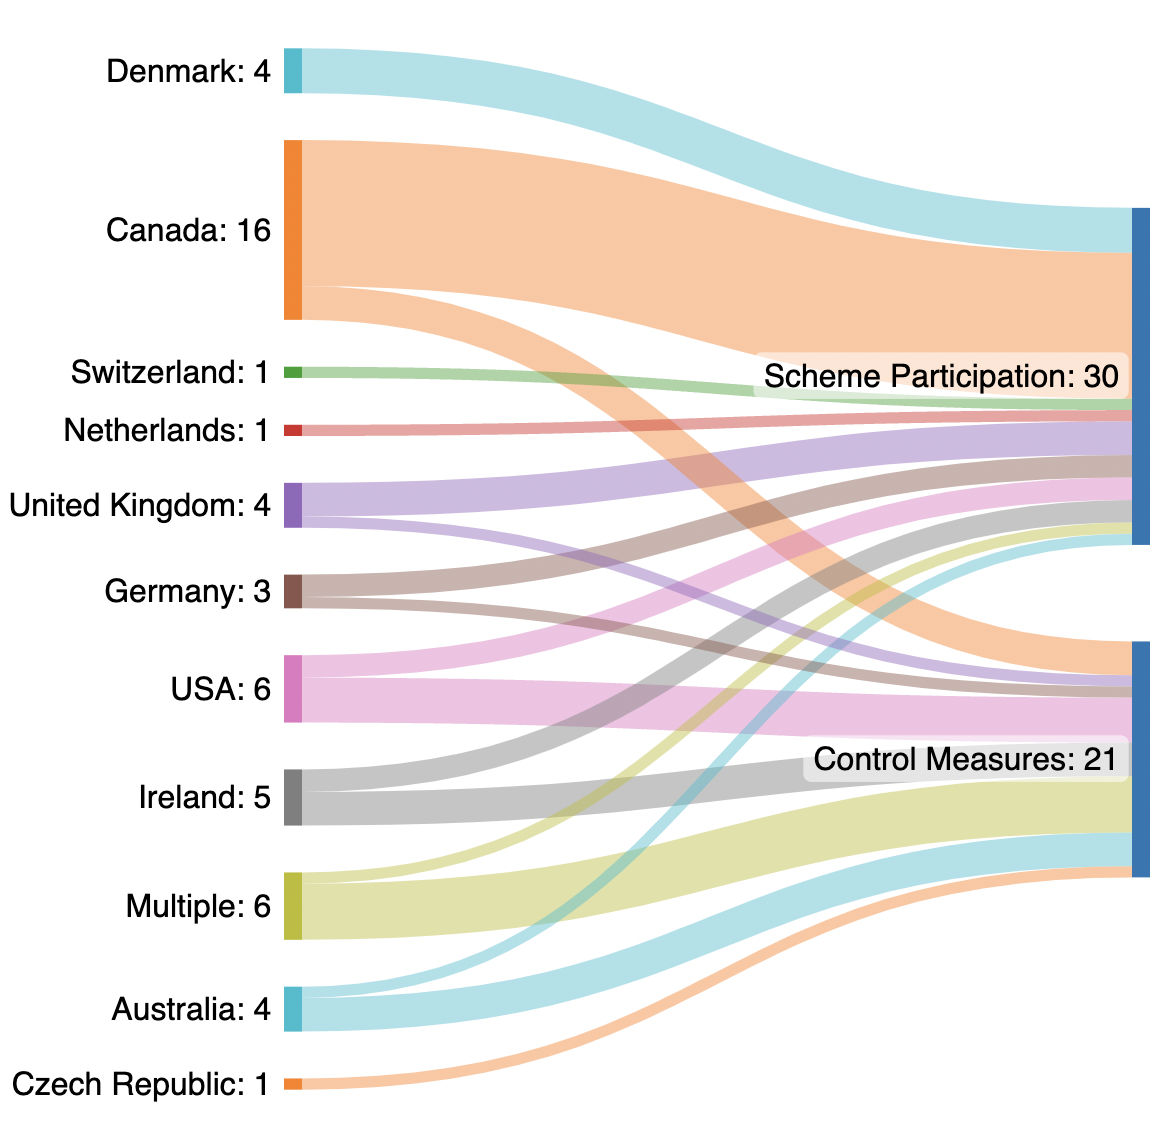 Denmark: 4
Canada: 16
Switzerland: 1
Scheme Participation: 30
Netherlands: 1
United Kingdom: 4
Germany: 3
USA: 6
Control Measures: 21
Ireland: 5
Multiple: 6
Australia: 4
Czech Republic: 1